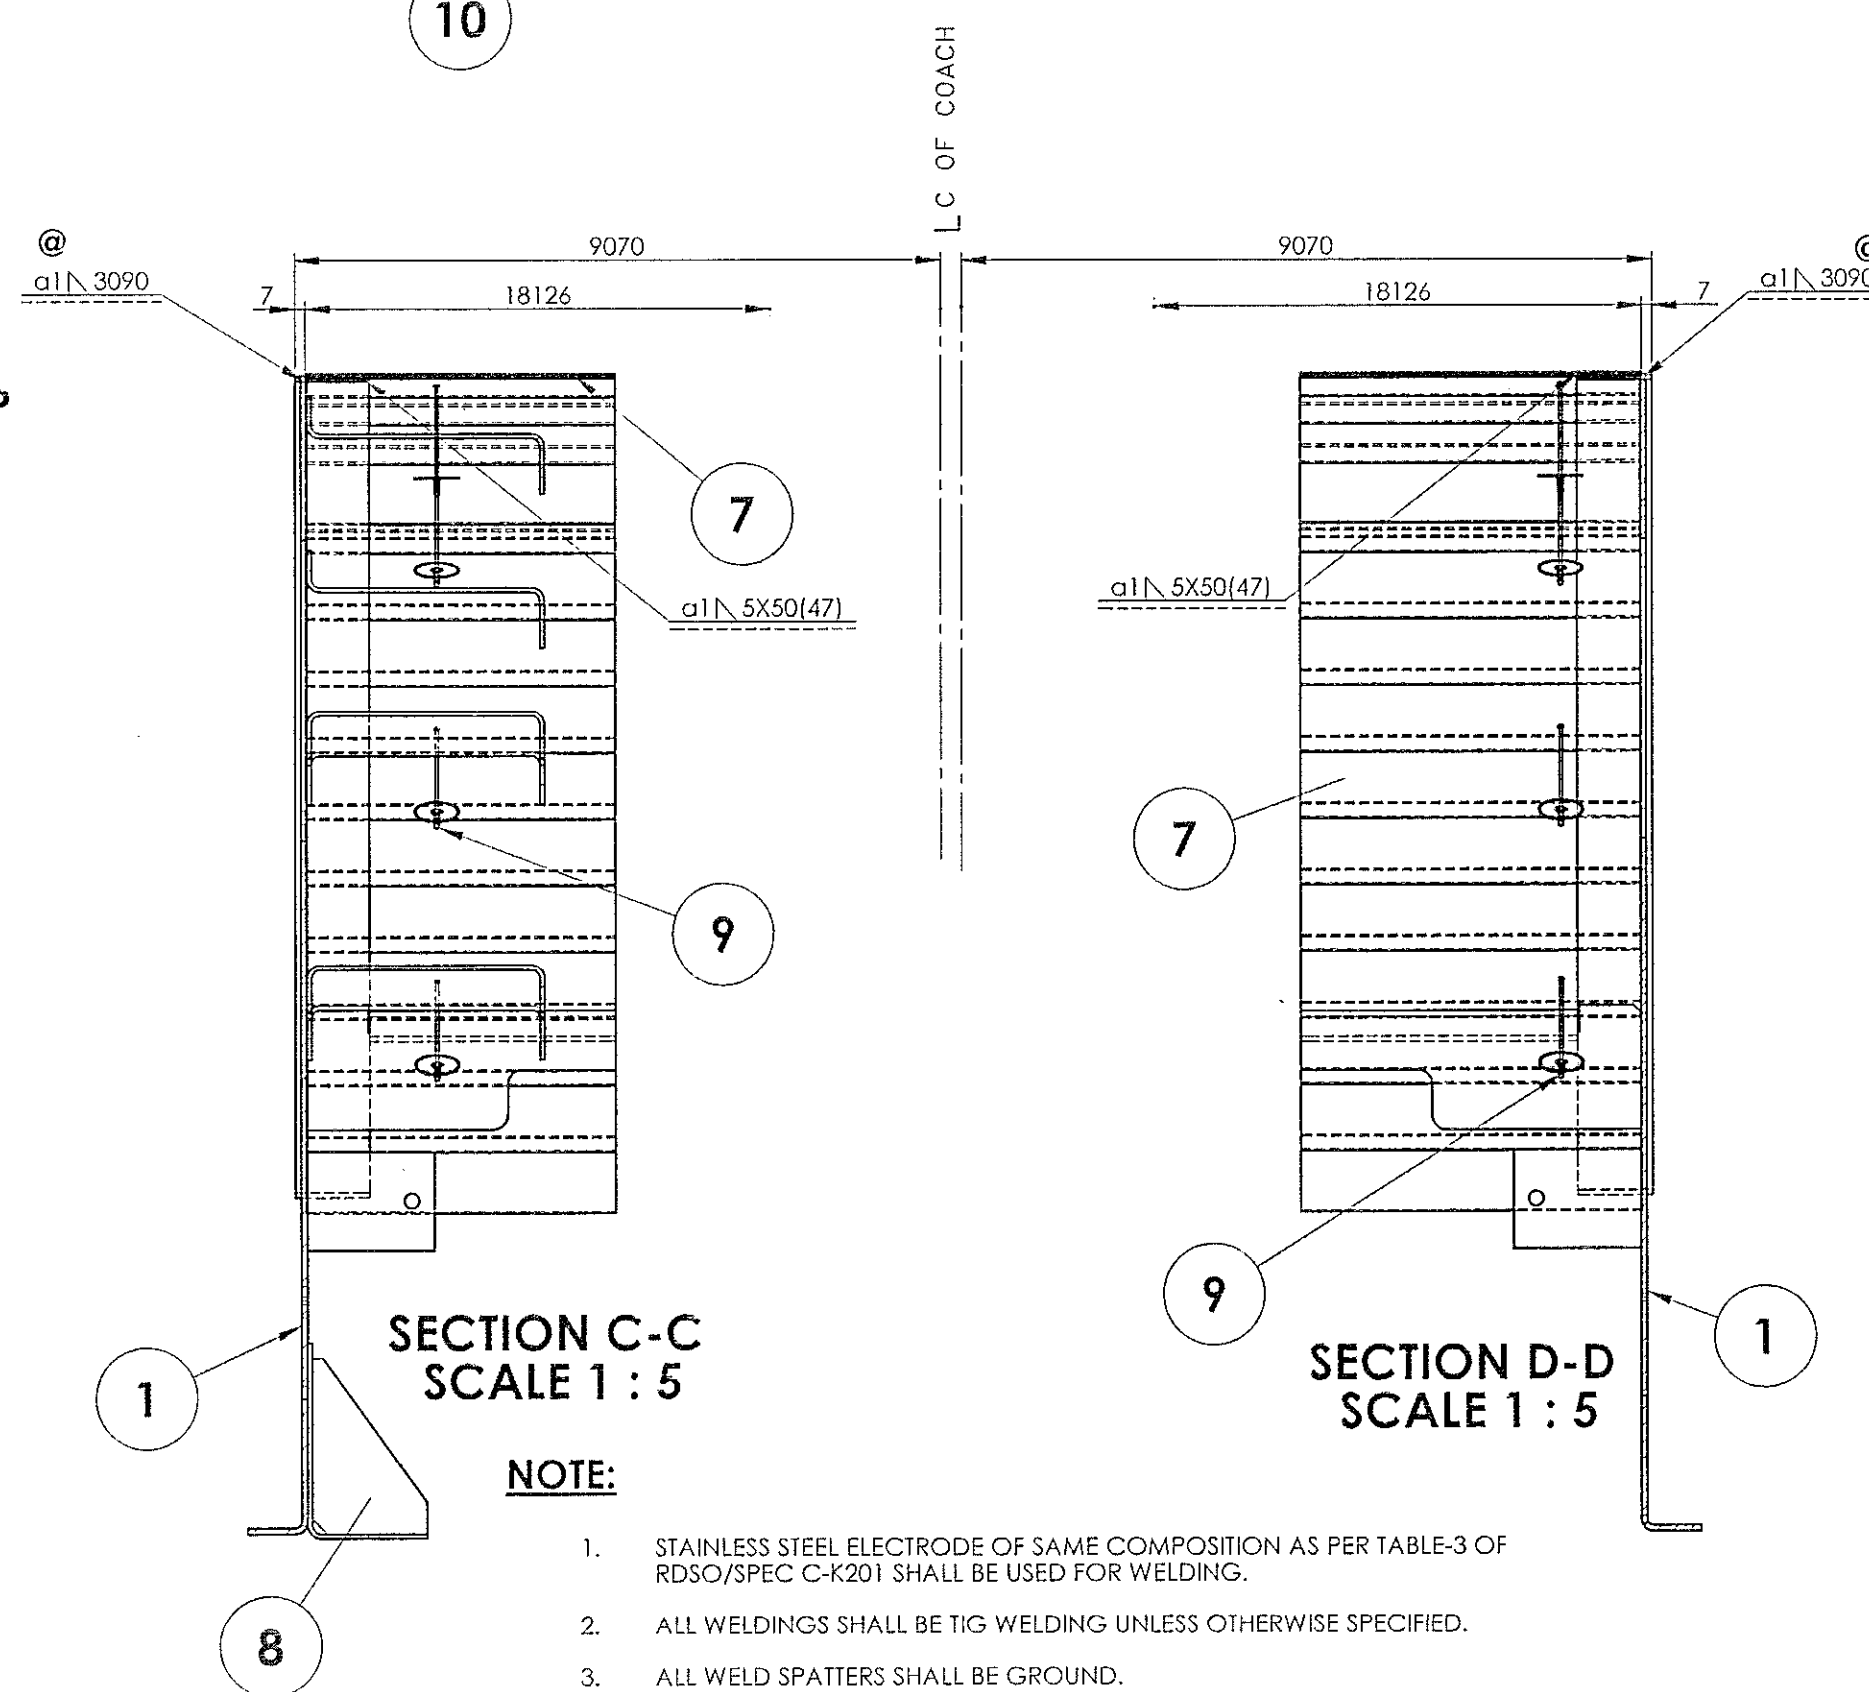 10
LC OF COACH
@
a1 3090
9070
9070
@
a1 3090
7
18126
18126
7
7
a1 5X50(47)
a1 5X50(47)
7
9
9
1
1
SECTION C-C
SCALE 1 : 5
SECTION D-D
SCALE 1 : 5
8
NOTE:
1. STAINLESS STEEL ELECTRODE OF SAME COMPOSITION AS PER TABLE-3 OF
RDSO/SPEC C-K201 SHALL BE USED FOR WELDING.
2. ALL WELDINGS SHALL BE TIG WELDING UNLESS OTHERWISE SPECIFIED.
3. ALL WELD SPATTERS SHALL BE GROUND.